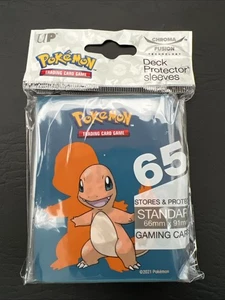 UP
Pokémon
TRADING CARD GAME
CHROMA
FUSION
Deck
Protector
sleeves
Pokémon
TRADING CARD GAME
65
STORES & PROTE
STANDAR
66mm x 91m
GAMING CAR
©2021 Pokémon